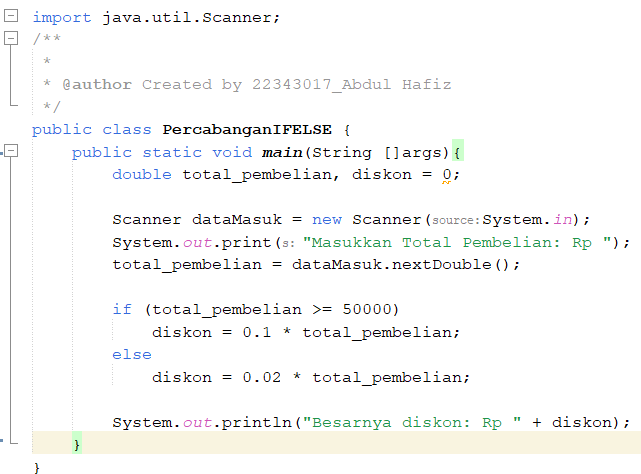 import java.util.Scanner;
/**
 *
 * @author Created by 22343017_Abdul Hafiz
 */
public class PercabanganIFELSE {
    public static void main(String []args){
        double total_pembelian, diskon = 0;

        Scanner dataMasuk = new Scanner(source:System.in);
        System.out.print(s: "Masukkan Total Pembelian: Rp ");
        total_pembelian = dataMasuk.nextDouble();

        if (total_pembelian >= 50000)
            diskon = 0.1 * total_pembelian;
        else
            diskon = 0.02 * total_pembelian;

        System.out.println("Besarnya diskon: Rp " + diskon);
    }
}